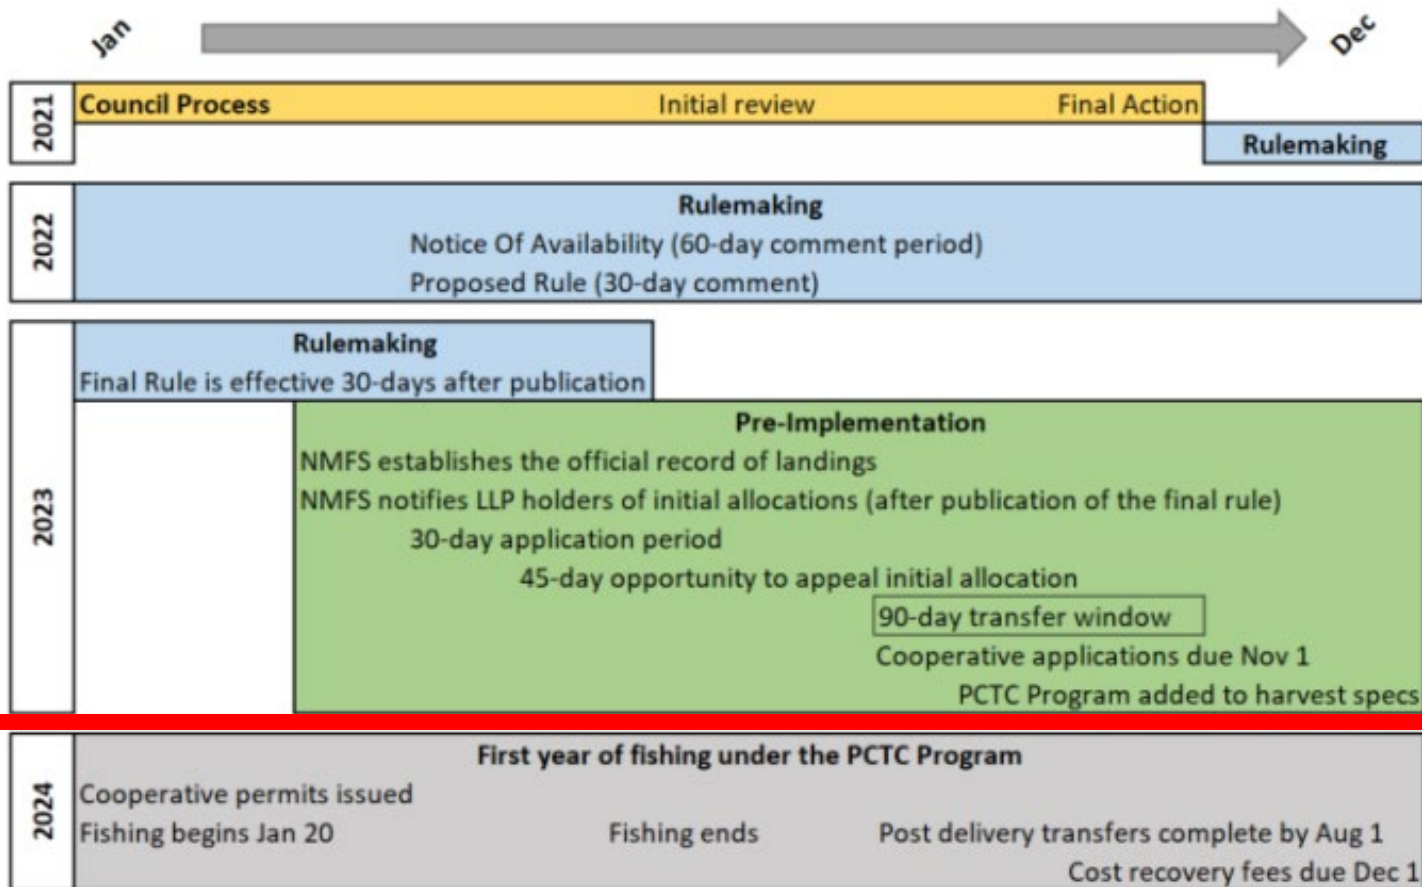 Jan
Dec
2021
Council Process Initial review Final Action
Rulemaking
2022
Rulemaking
Notice Of Availability (60-day comment period)
Proposed Rule (30-day comment)
2023
Rulemaking
Final Rule is effective 30-days after publication
Pre-Implementation
NMFS establishes the official record of landings
NMFS notifies LLP holders of initial allocations (after publication of the final rule)
30-day application period
45-day opportunity to appeal initial allocation
90-day transfer window
Cooperative applications due Nov 1
PCTC Program added to harvest specs
2024
First year of fishing under the PCTC Program
Cooperative permits issued
Fishing begins Jan 20 Fishing ends Post delivery transfers complete by Aug 1
Cost recovery fees due Dec 1